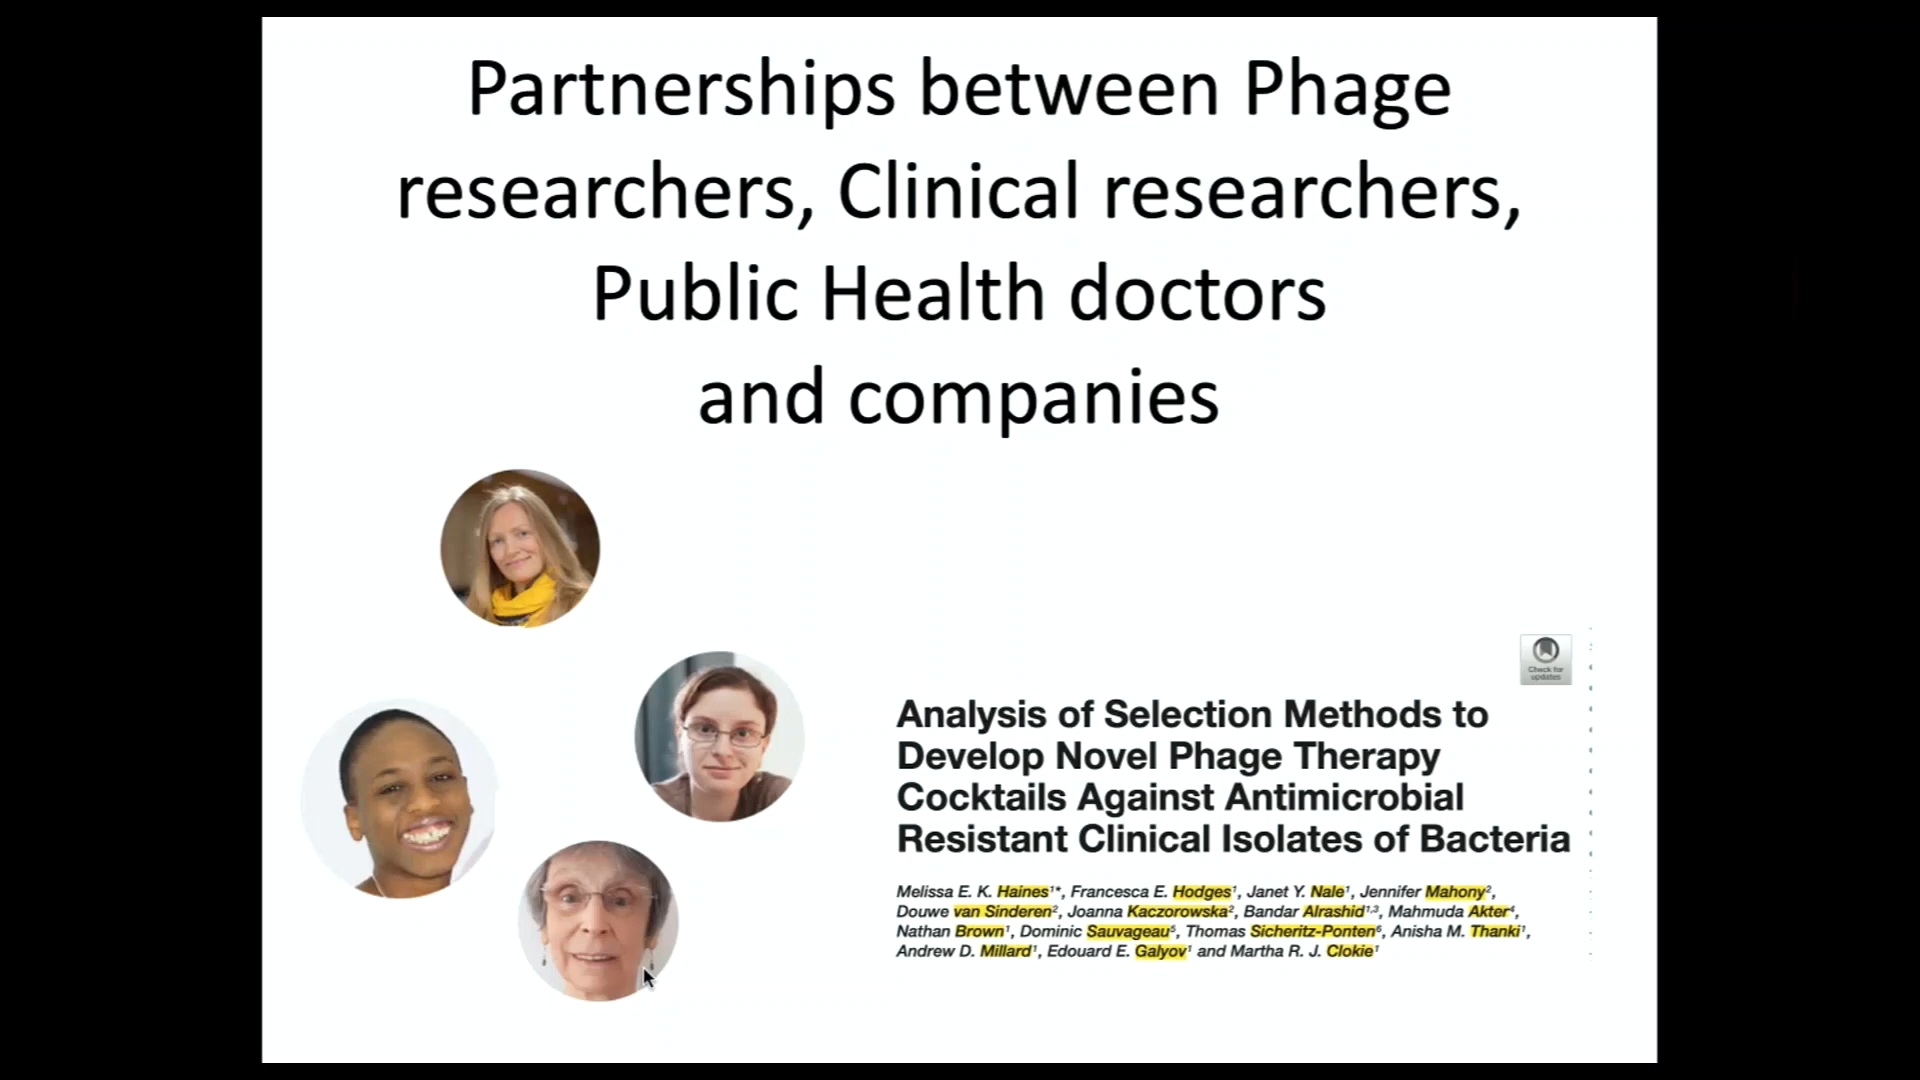 Partnerships between Phage
researchers, Clinical researchers,
Public Health doctors
and companies
Check for
updates
Analysis of Selection Methods to
Develop Novel Phage Therapy
Cocktails Against Antimicrobial
Resistant Clinical Isolates of Bacteria
Melissa E. K. Haines¹*, Francesca E. Hodges¹, Janet Y. Nale¹, Jennifer Mahony²,
Douwe van Sinderen², Joanna Kaczorowska², Bandar Alrashid¹,³, Mahmuda Akter⁴,
Nathan Brown¹, Dominic Sauvageau⁵, Thomas Sicheritz-Ponten⁶, Anisha M. Thanki¹,
Andrew D. Millard¹, Edouard E. Galyov¹ and Martha R. J. Clokie¹